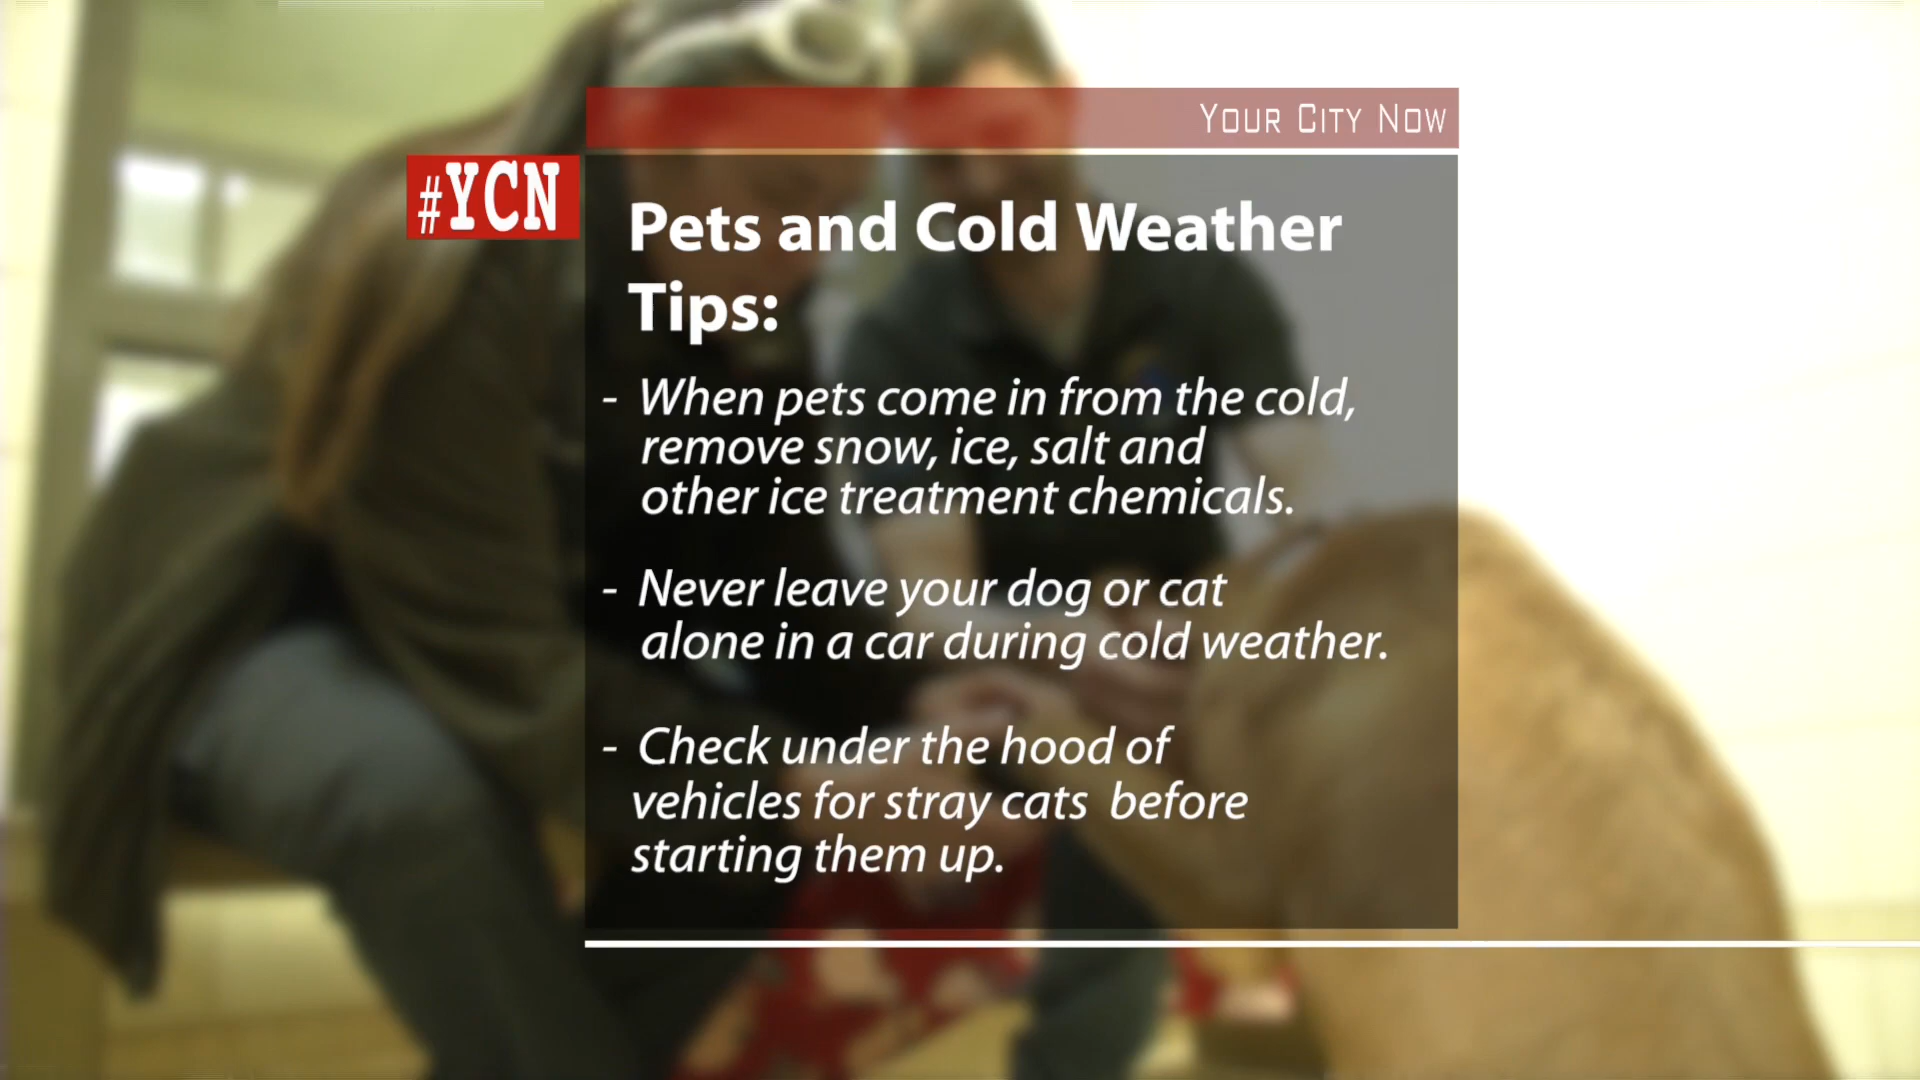 Your City Now
#YCN
Pets and Cold Weather
Tips:
- When pets come in from the cold,
remove snow, ice, salt and
other ice treatment chemicals.
- Never leave your dog or cat
alone in a car during cold weather.
- Check under the hood of
vehicles for stray cats before
starting them up.